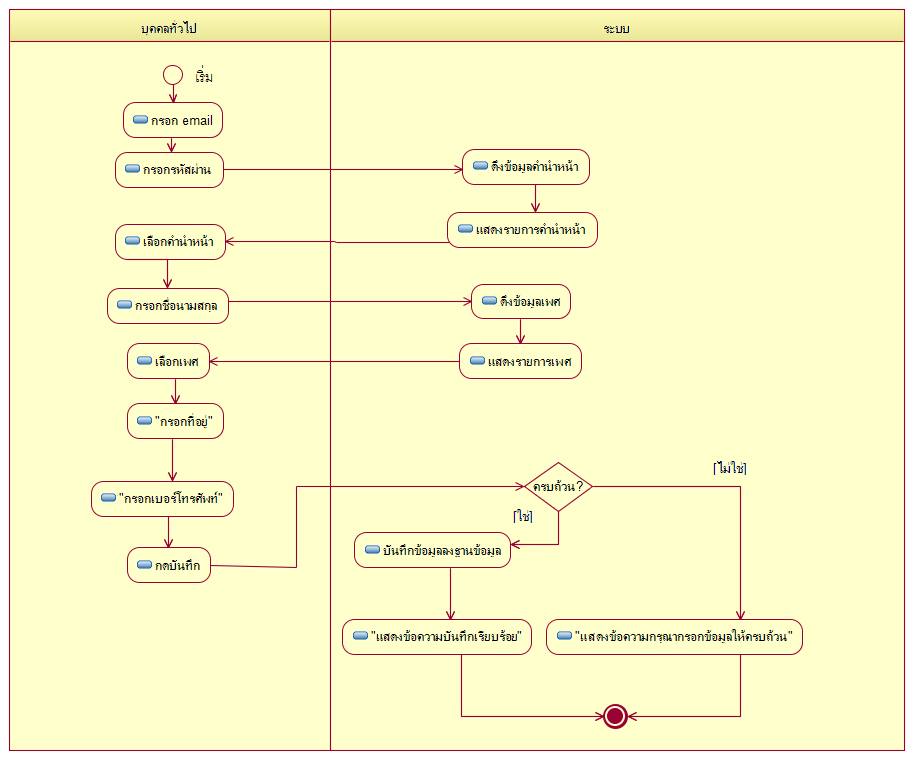 บุคคลทั่วไป
ระบบ
เริ่ม
กรอก email
กรอกรหัสผ่าน
ดึงข้อมูลคำนำหน้า
แสดงรายการคำนำหน้า
เลือกคำนำหน้า
กรอกชื่อนามสกุล
ดึงข้อมูลเพศ
แสดงรายการเพศ
เลือกเพศ
"กรอกที่อยู่"
"กรอกเบอร์โทรศัพท์"
กดบันทึก
ครบถ้วน?
[ไม่ใช่]
[ใช่]
บันทึกข้อมูลลงฐานข้อมูล
"แสดงข้อความบันทึกเรียบร้อย"
"แสดงข้อความกรุณากรอกข้อมูลให้ครบถ้วน"